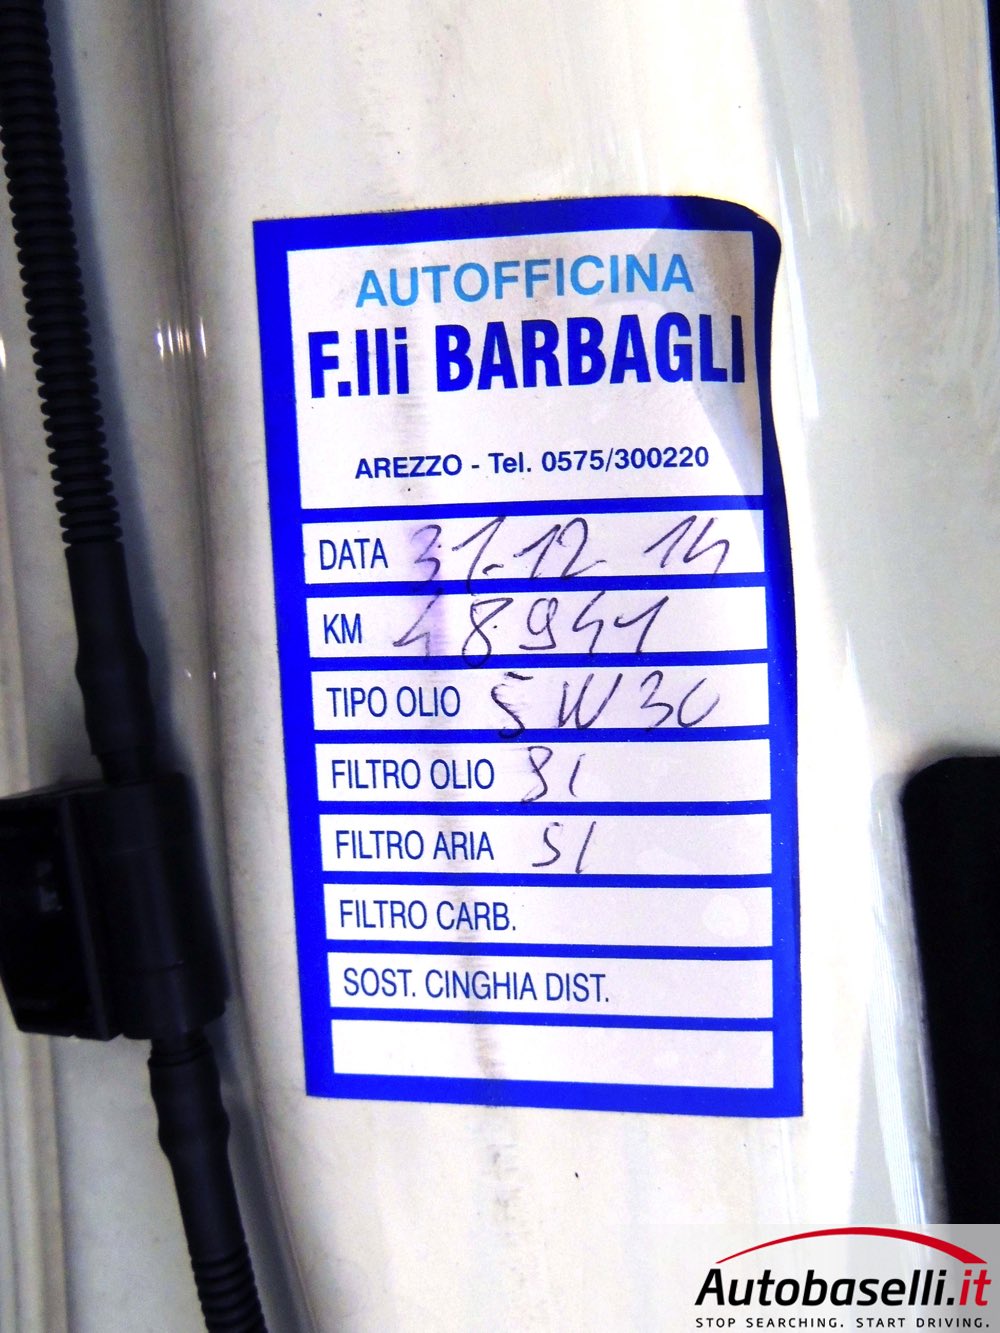 AUTOFFICINA
F.lli BARBAGLI
AREZZO - Tel. 0575/300220
DATA 31-12-14
KM 48941
TIPO OLIO 5W30
FILTRO OLIO SI
FILTRO ARIA SI
FILTRO CARB.
SOST. CINGHIA DIST.
Autobaselli.it
STOP SEARCHING. START DRIVING.